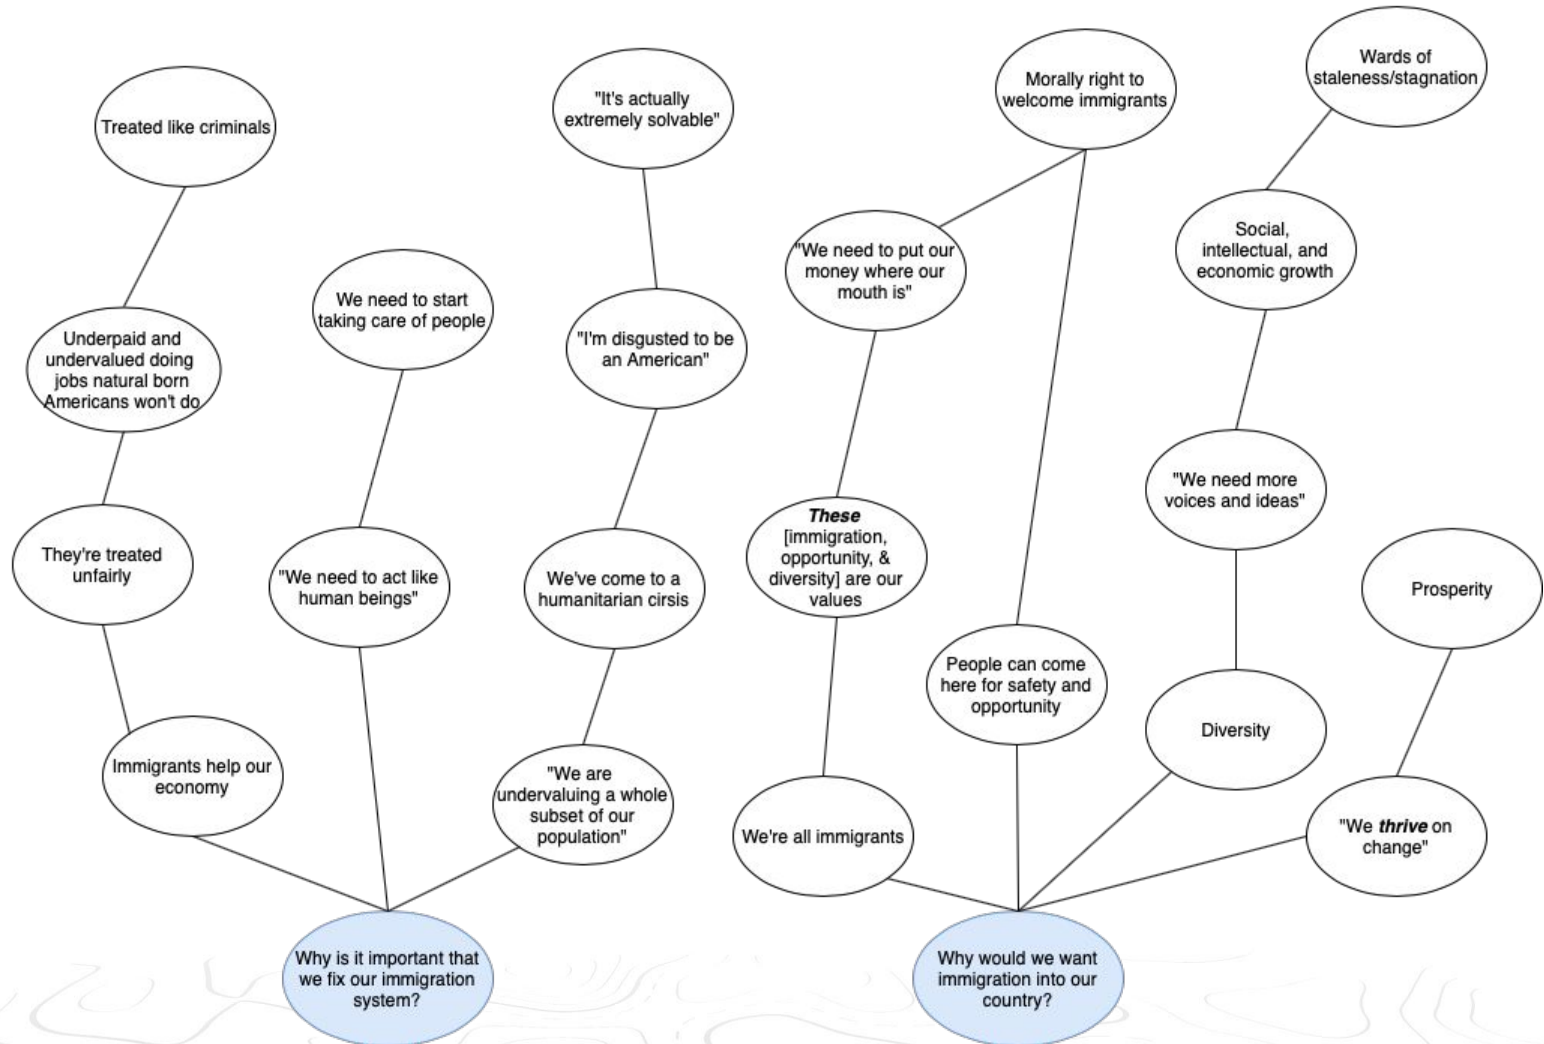 Wards of
staleness/stagnation
Morally right to
welcome immigrants
"It's actually
extremely solvable"
Treated like criminals
Social,
intellectual, and
economic growth
"We need to put our
money where our
mouth is"
We need to start
taking care of people
"I'm disgusted to be
an American"
Underpaid and
undervalued doing
jobs natural born
Americans won't do
"We need more
voices and ideas"
These
[immigration,
opportunity, &
diversity] are our
values
They're treated
unfairly
"We need to act like
human beings"
We've come to a
humanitarian cirsis
Prosperity
People can come
here for safety and
opportunity
Diversity
Immigrants help our
economy
"We are
undervaluing a whole
subset of our
population"
We're all immigrants
"We thrive on
change"
Why is it important that
we fix our immigration
system?
Why would we want
immigration into our
country?